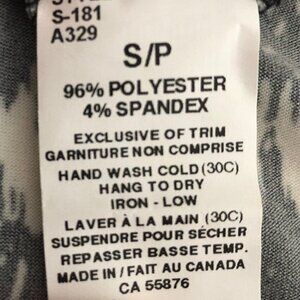 S-181
A329
S/P
96% POLYESTER
4% SPANDEX
EXCLUSIVE OF TRIM
GARNITURE NON COMPRISE
HAND WASH COLD (30C)
HANG TO DRY
IRON - LOW
LAVER À LA MAIN (30C)
SUSPENDRE POUR SÉCHER
REPASSER BASSE TEMP.
MADE IN / FAIT AU CANADA
CA 55876